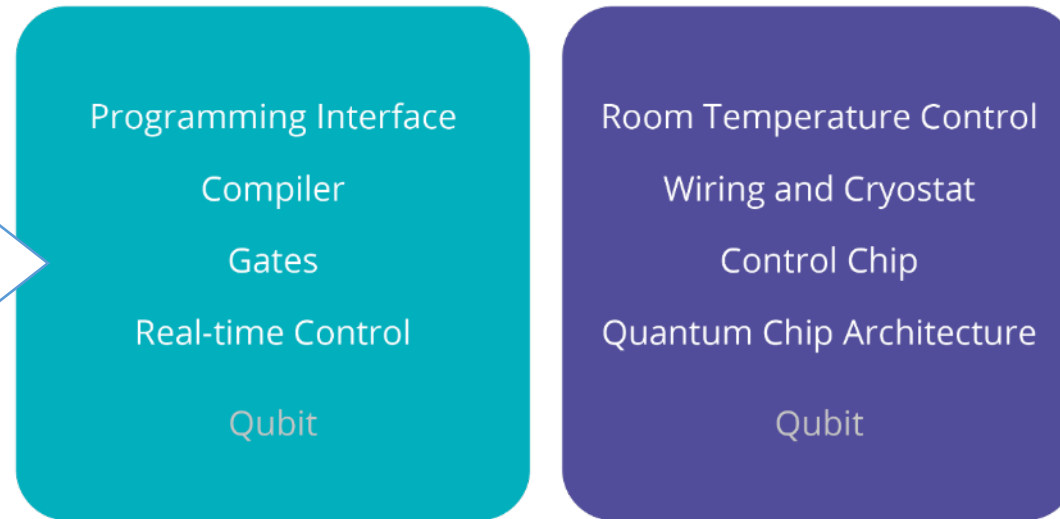 Programming Interface
Compiler
Gates
Real-time Control
Qubit
Room Temperature Control
Wiring and Cryostat
Control Chip
Quantum Chip Architecture
Qubit